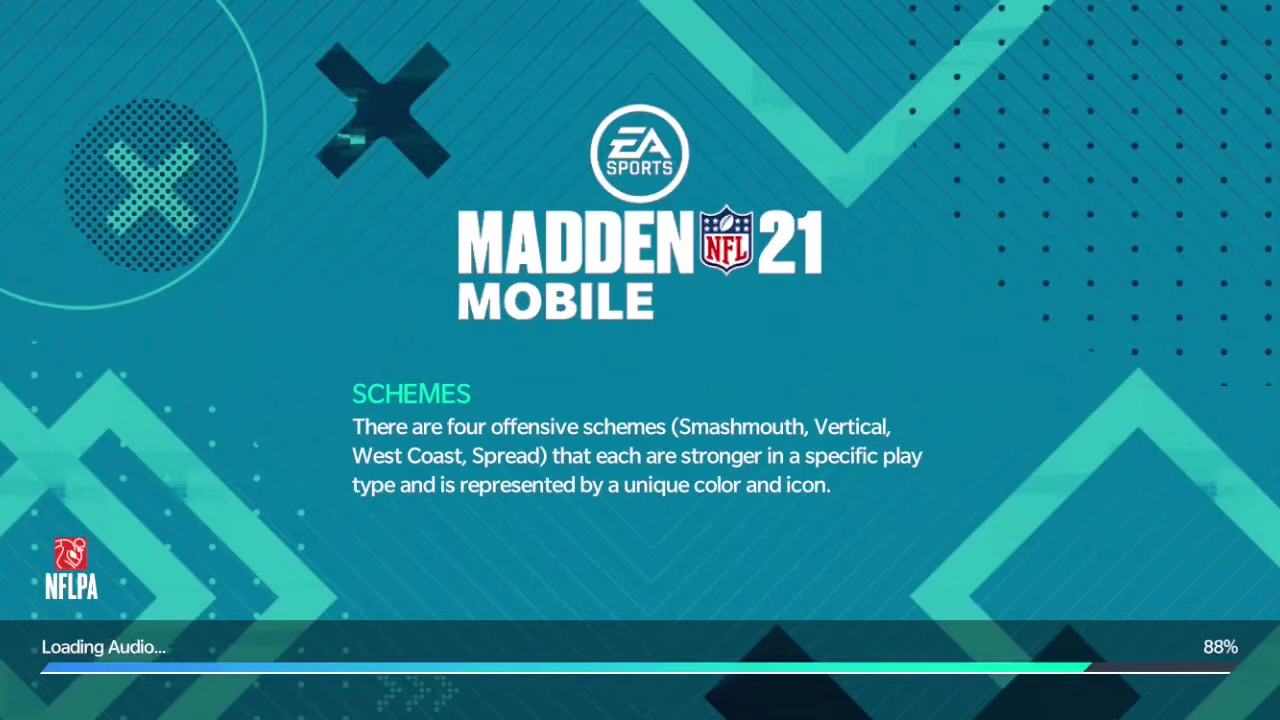 EA
SPORTS
MADDEN NFL 21
MOBILE
SCHEMES
There are four offensive schemes (Smashmouth, Vertical,
West Coast, Spread) that each are stronger in a specific play
type and is represented by a unique color and icon.
NFLPA
Loading Audio... 88%